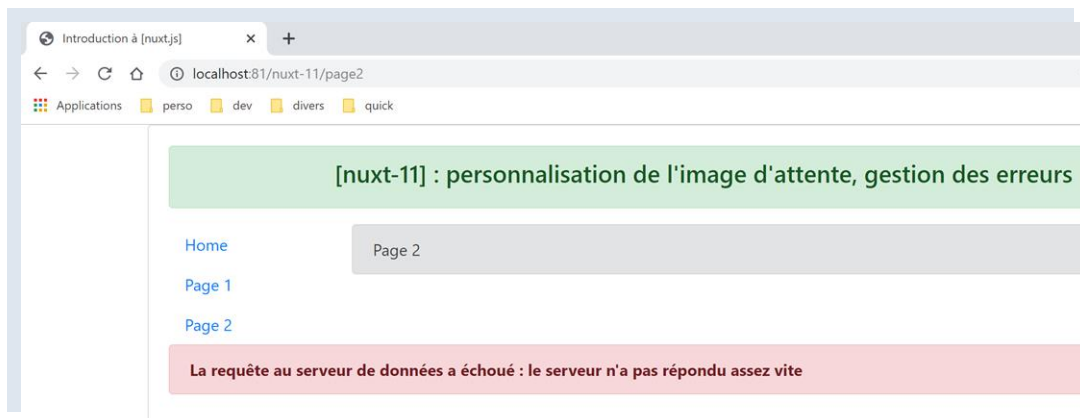 Introduction à [nuxt.js]
localhost:81/nuxt-11/page2
Applications perso dev divers quick
[nuxt-11] : personnalisation de l'image d'attente, gestion des erreurs
Home
Page 2
Page 1
Page 2
La requête au serveur de données a échoué : le serveur n'a pas répondu assez vite